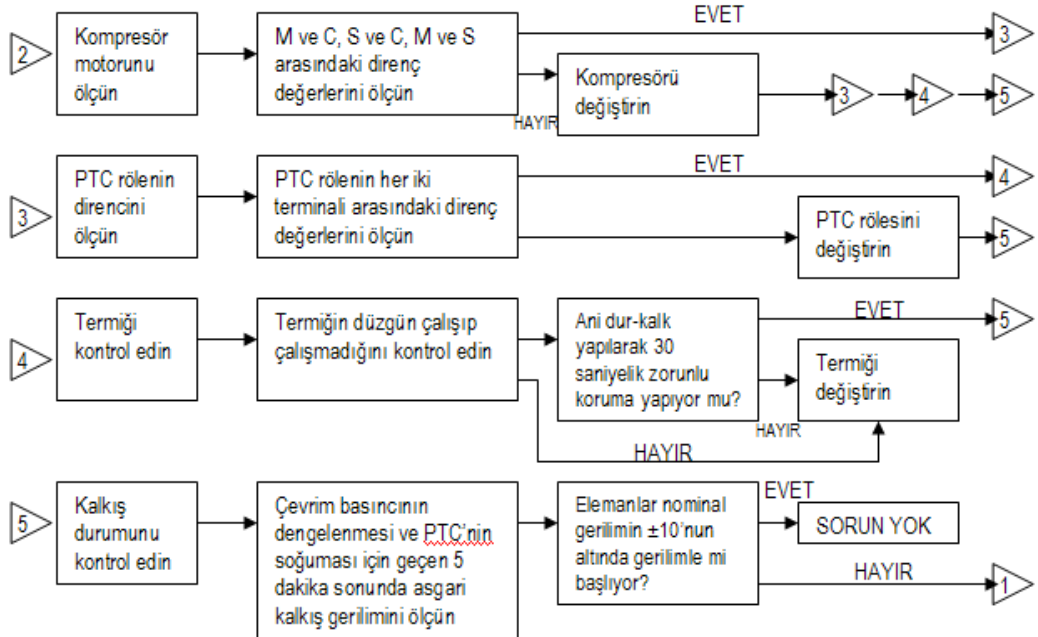 EVET
2
Kompresör
motorunu
ölçün
M ve C, S ve C, M ve S
arasındaki direnç
değerlerini ölçün
3
HAYIR
Kompresörü
değiştirin
3
4
5
EVET
3
PTC rölenin
direncini
ölçün
PTC rölenin her iki
terminali arasındaki direnç
değerlerini ölçün
4
PTC rölesini
değiştirin
5
4
Termiği
kontrol edin
Termiğin düzgün çalışıp
çalışmadığını kontrol edin
Ani dur-kalk
yapılarak 30
saniyelik zorunlu
koruma yapıyor mu?
EVET
5
Termiği
değiştirin
HAYIR
HAYIR
5
Kalkış
durumunu
kontrol edin
Çevrim basıncının
dengelenmesi ve PTC'nin
soğuması için geçen 5
dakika sonunda asgari
kalkış gerilimini ölçün
Elemanlar nominal
gerilimin ±10'nun
altında gerilimle mi
başlıyor?
EVET
SORUN YOK
HAYIR
1